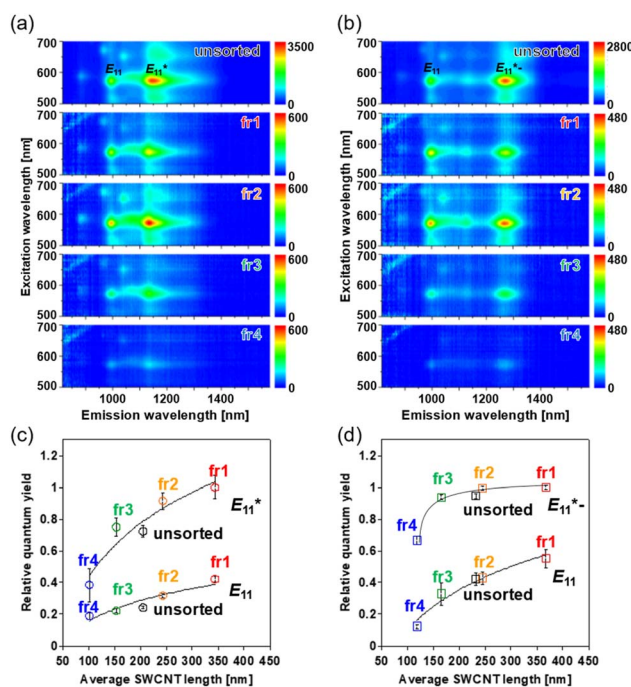 (a)
(b)
700
600
500
unsorted
E11
E11*
3500
0
700
600
500
unsorted
E11
E11*-
2800
0
700
600
500
fr1
600
0
700
600
500
fr1
480
0
700
600
500
fr2
600
0
700
600
500
fr2
480
0
700
600
500
fr3
600
0
700
600
500
fr3
480
0
700
600
500
fr4
600
0
700
600
500
fr4
480
0
Excitation wavelength [nm]
Excitation wavelength [nm]
1000 1200 1400
Emission wavelength [nm]
1000 1200 1400
Emission wavelength [nm]
(c)
Relative quantum yield
1.2
1
0.8
0.6
0.4
0.2
0
fr1
E11*
fr2
fr3
unsorted
fr4
fr1
E11
fr2
fr3
fr4
unsorted
50 100 150 200 250 300 350 400 450
Average SWCNT length [nm]
(d)
Relative quantum yield
1.2
1
0.8
0.6
0.4
0.2
0
fr3
fr2
fr1
E11*-
unsorted
fr4
fr1
E11
fr2
fr3
unsorted
fr4
50 100 150 200 250 300 350 400 450
Average SWCNT length [nm]